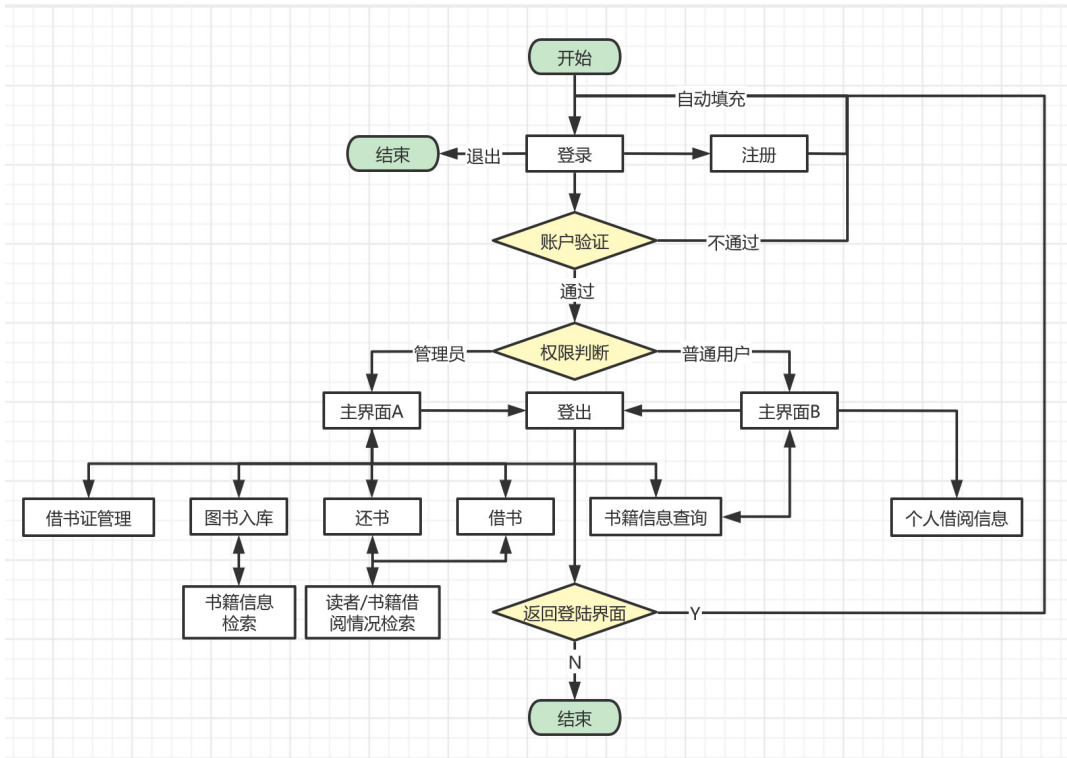 开始
自动填充
结束
退出
登录
注册
账户验证
不通过
通过
管理员
权限判断
普通用户
主界面A
登出
主界面B
借书证管理
图书入库
还书
借书
书籍信息查询
个人借阅信息
书籍信息
检索
读者/书籍借
阅情况检索
返回登陆界面
Y
N
结束